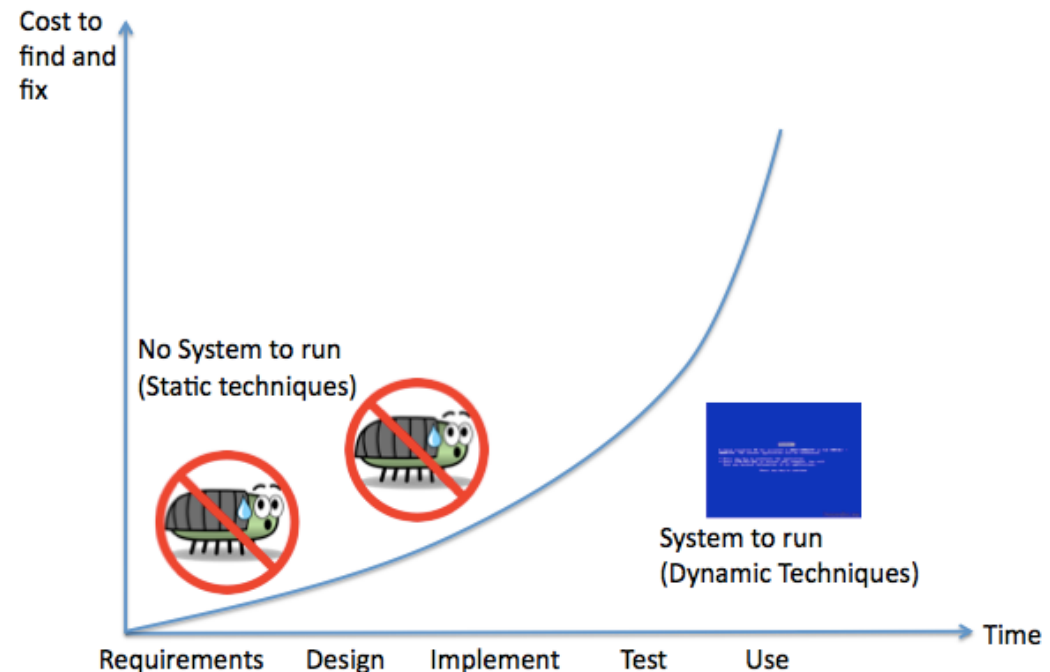 Cost to
find and
fix
No System to run
(Static techniques)
System to run
(Dynamic Techniques)
Time
Requirements Design Implement Test Use